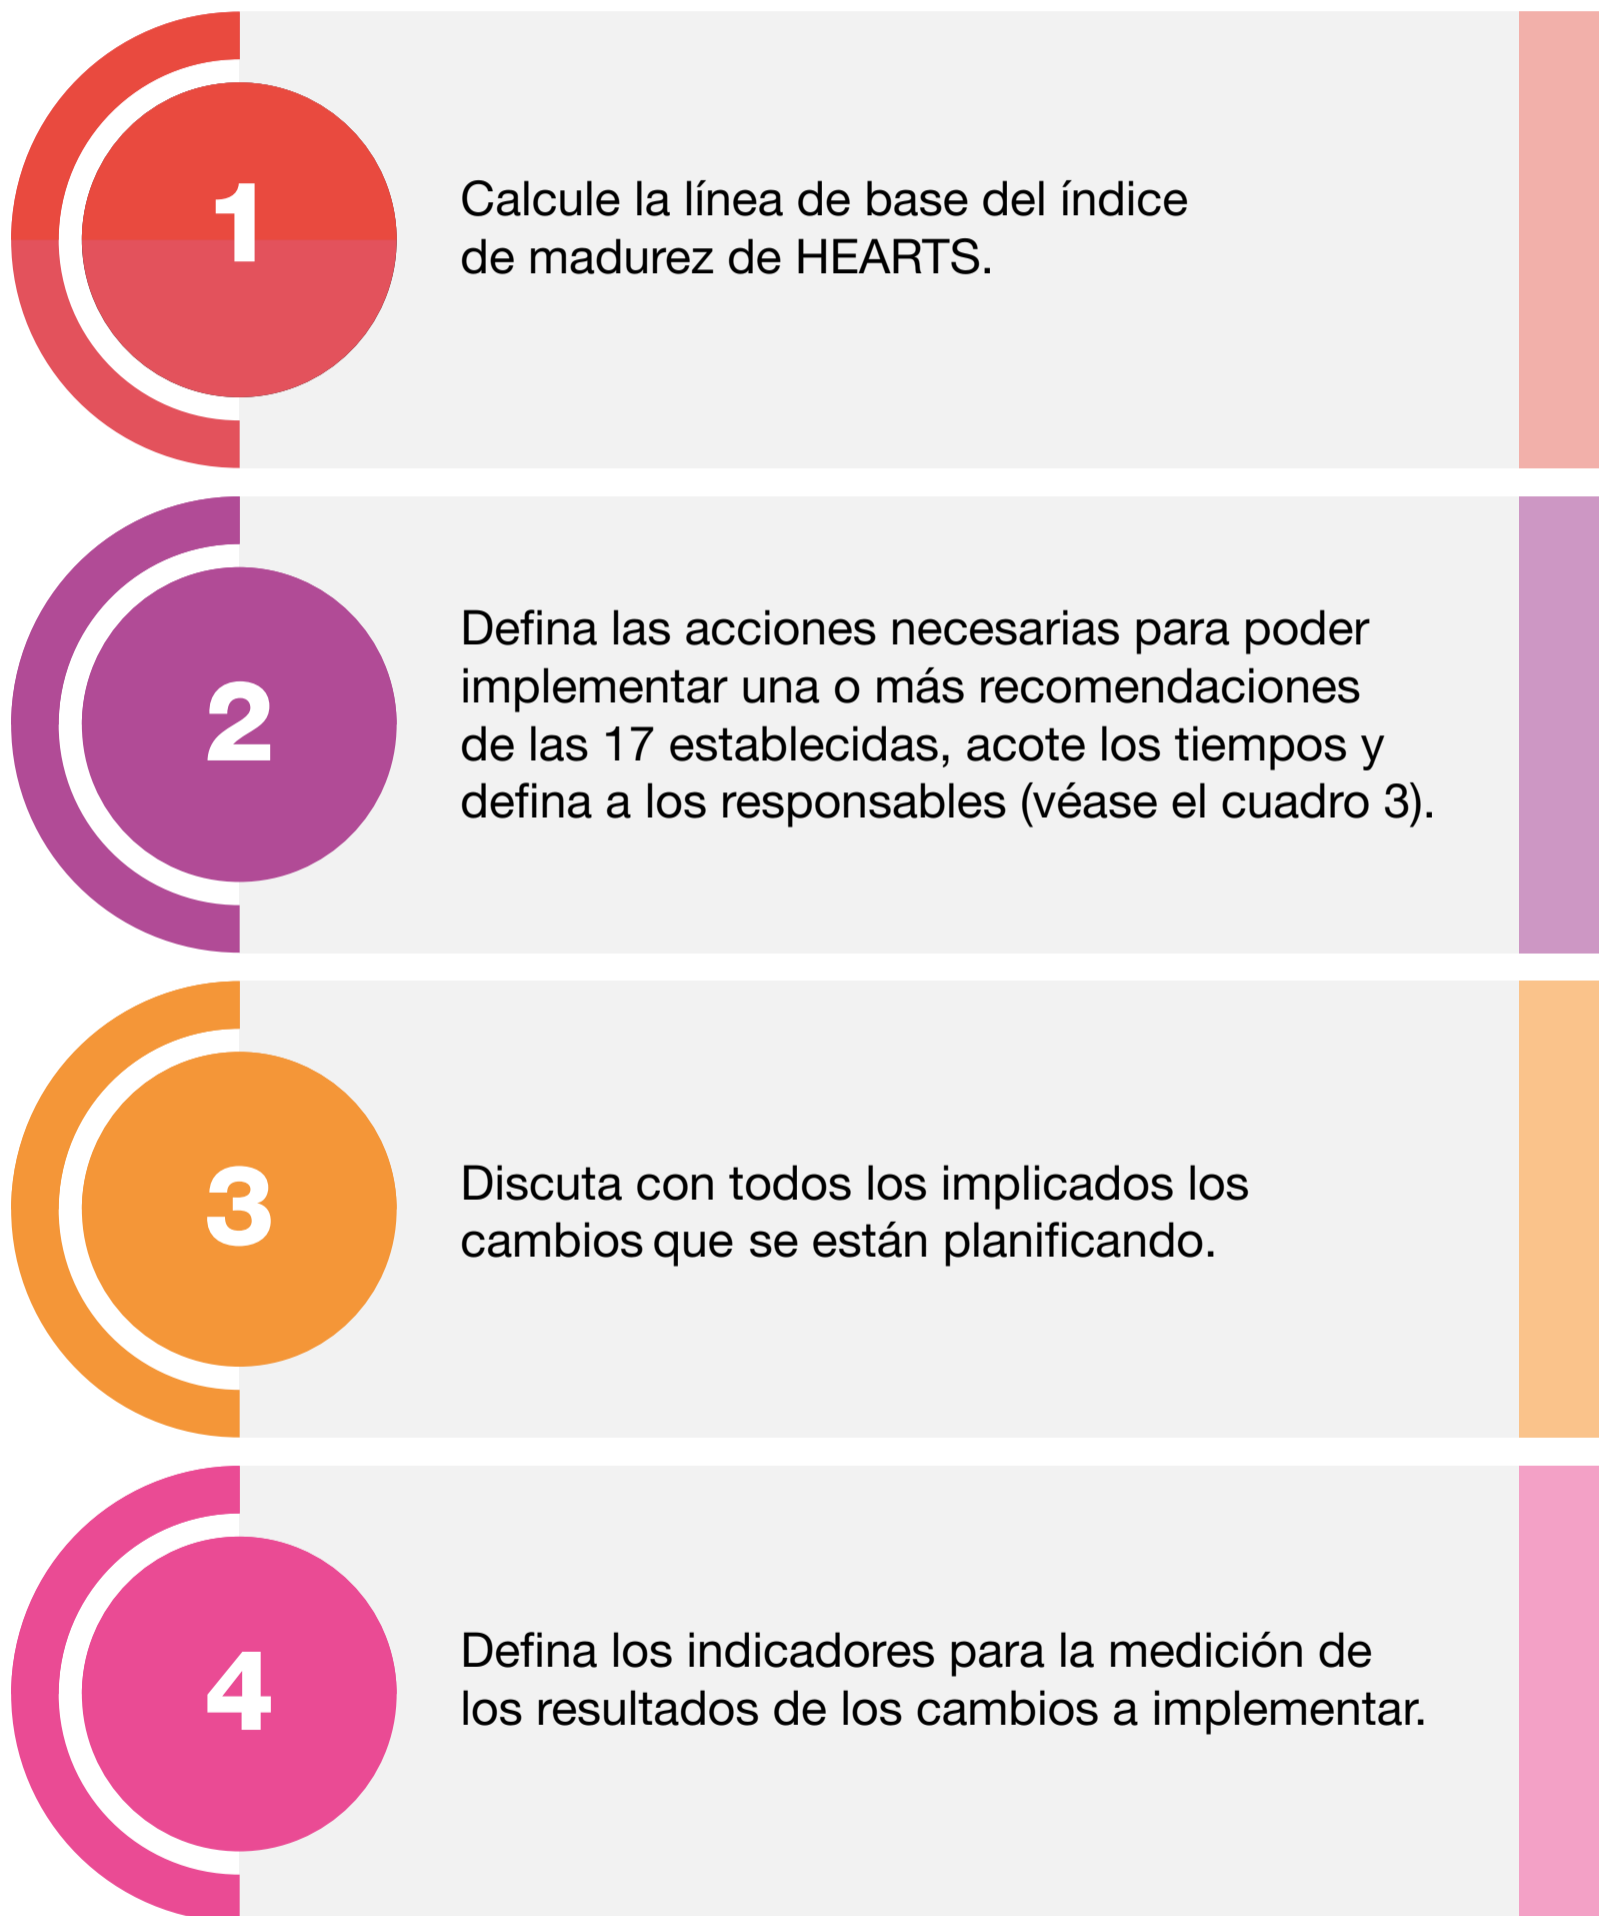 1
Calcule la línea de base del índice
de madurez de HEARTS.
2
Defina las acciones necesarias para poder
implementar una o más recomendaciones
de las 17 establecidas, acote los tiempos y
defina a los responsables (véase el cuadro 3).
3
Discuta con todos los implicados los
cambios que se están planificando.
4
Defina los indicadores para la medición de
los resultados de los cambios a implementar.